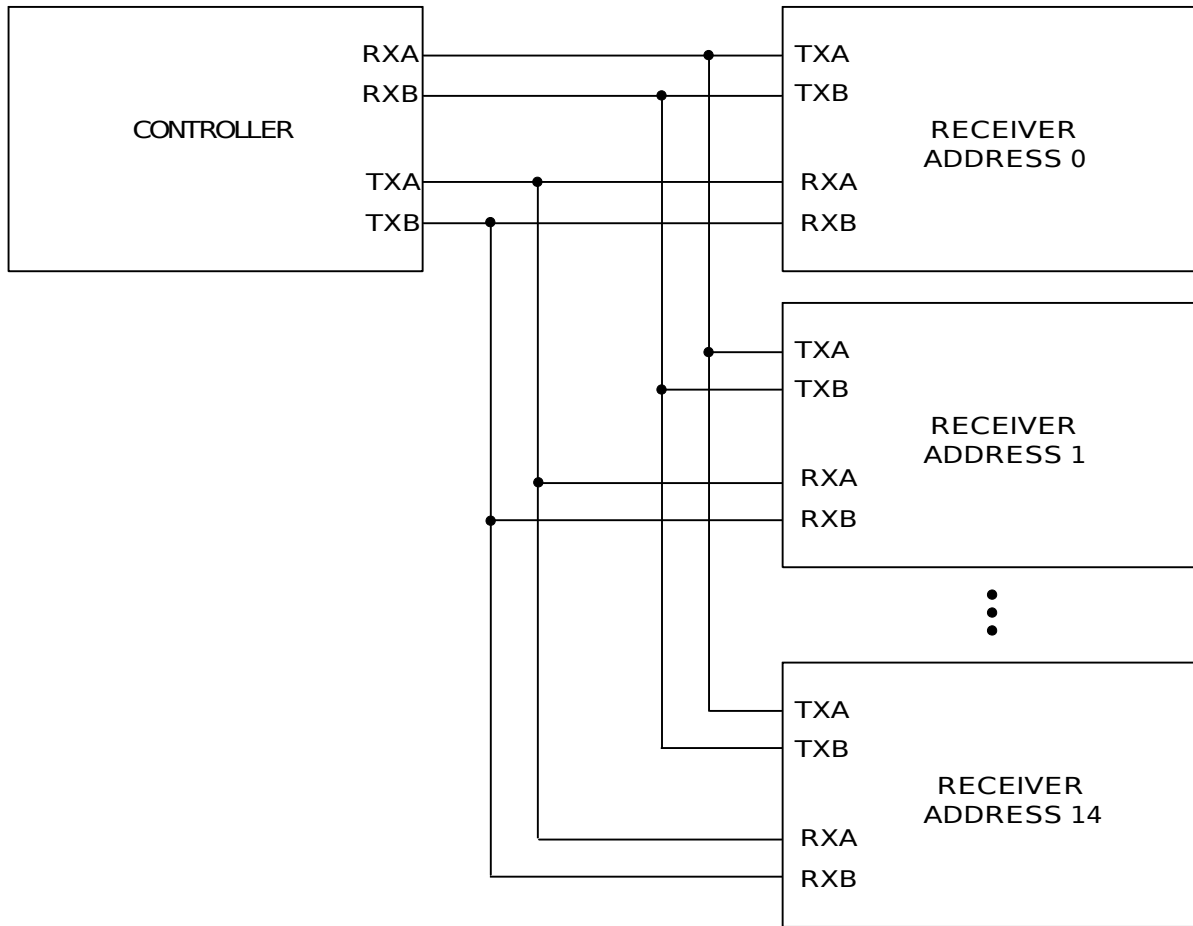 CONTROLLER
RXA
RXB
TXA
TXB
TXA
TXB
RXA
RXB
RECEIVER
ADDRESS 0
TXA
TXB
RXA
RXB
RECEIVER
ADDRESS 1
TXA
TXB
RXA
RXB
RECEIVER
ADDRESS 14